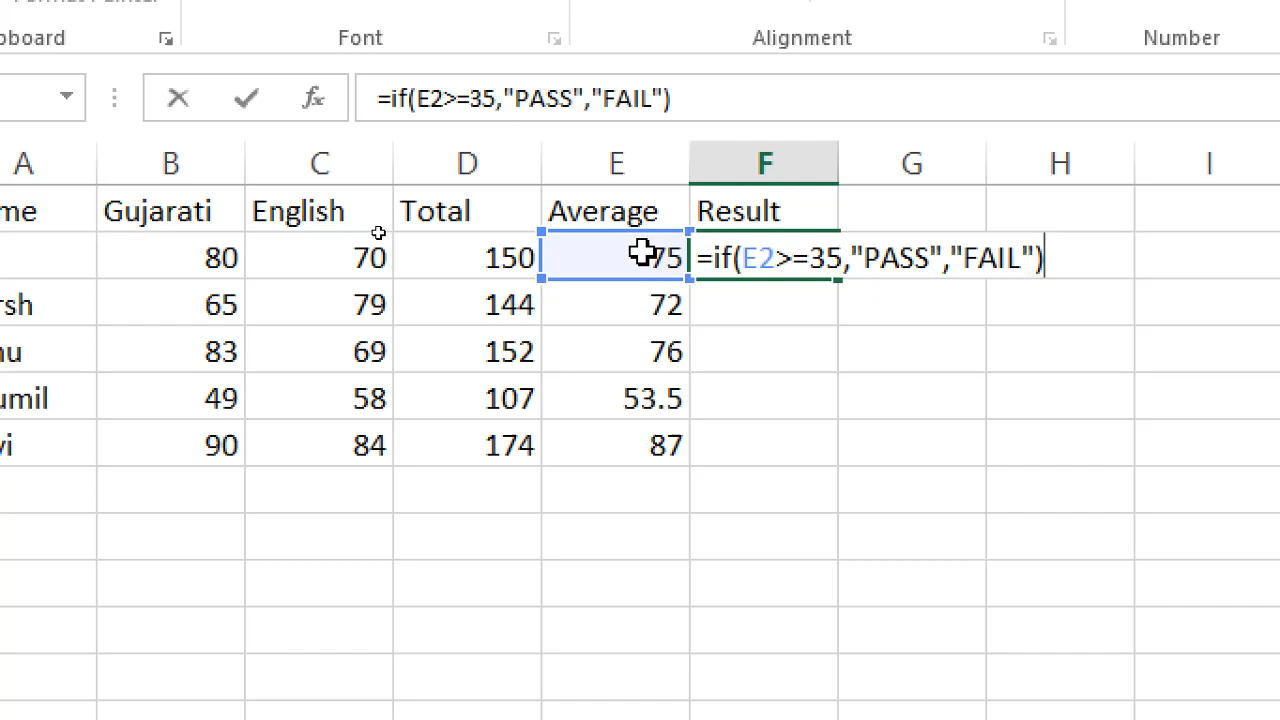 pboard Font Alignment Number
fx =if(E2>=35,"PASS","FAIL")
A B C D E F G H I
me Gujarati English Total Average Result
80 70 150 75 =if(E2>=35,"PASS","FAIL")
rsh 65 79 144 72
nu 83 69 152 76
umil 49 58 107 53.5
vi 90 84 174 87